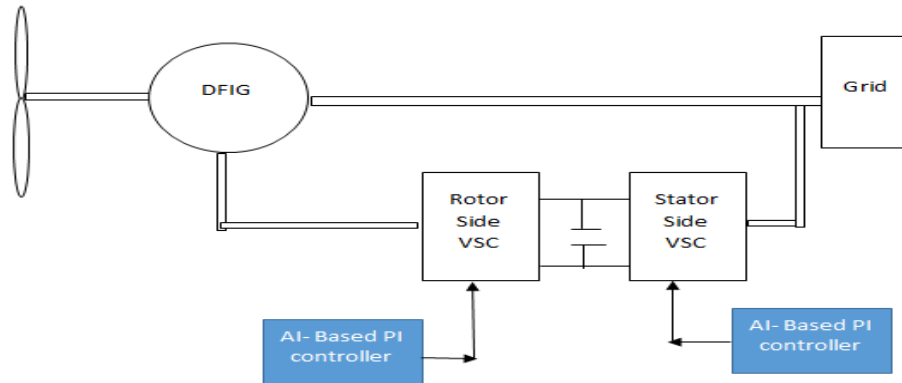 DFIG
Grid
Rotor
Side
VSC
Stator
Side
VSC
AI- Based PI
controller
AI- Based PI
controller